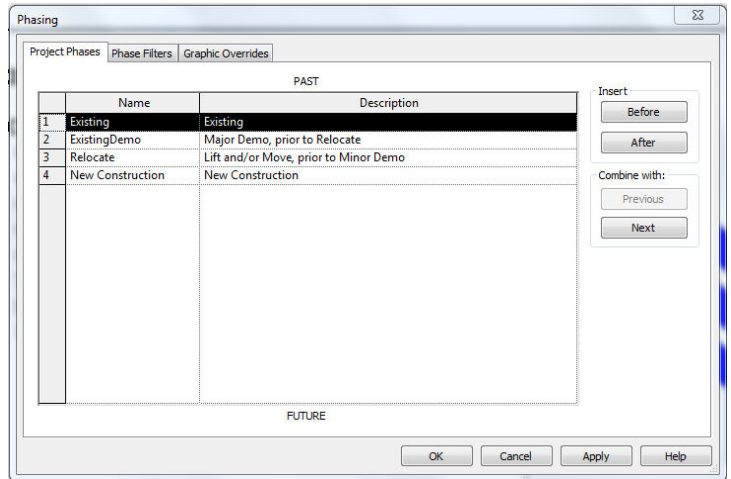 Phasing
Project Phases Phase Filters Graphic Overrides
PAST
Name Description
1 Existing Existing
2 ExistingDemo Major Demo, prior to Relocate
3 Relocate Lift and/or Move, prior to Minor Demo
4 New Construction New Construction
FUTURE
Insert
Before
After
Combine with:
Previous
Next
OK Cancel Apply Help